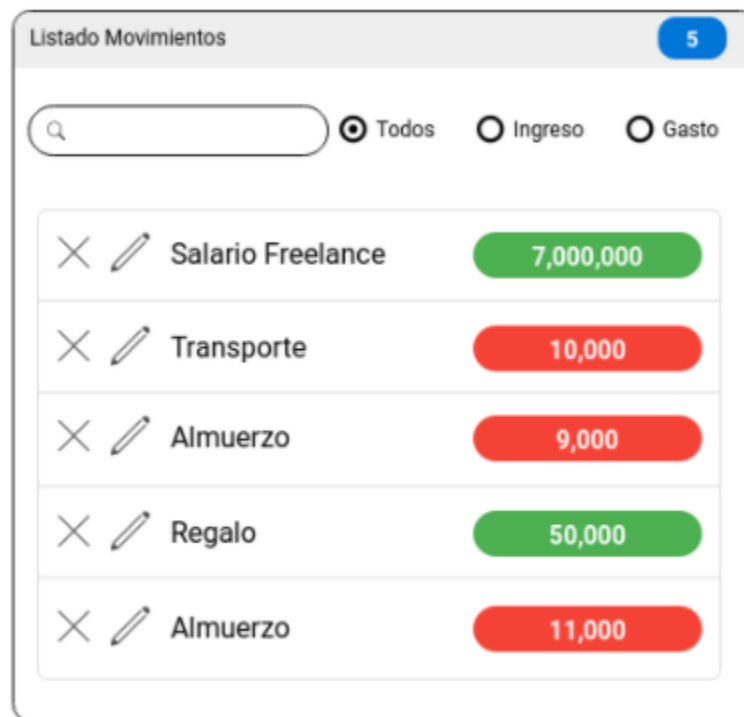 Listado Movimientos 5
Todos Ingreso Gasto
Salario Freelance 7,000,000
Transporte 10,000
Almuerzo 9,000
Regalo 50,000
Almuerzo 11,000